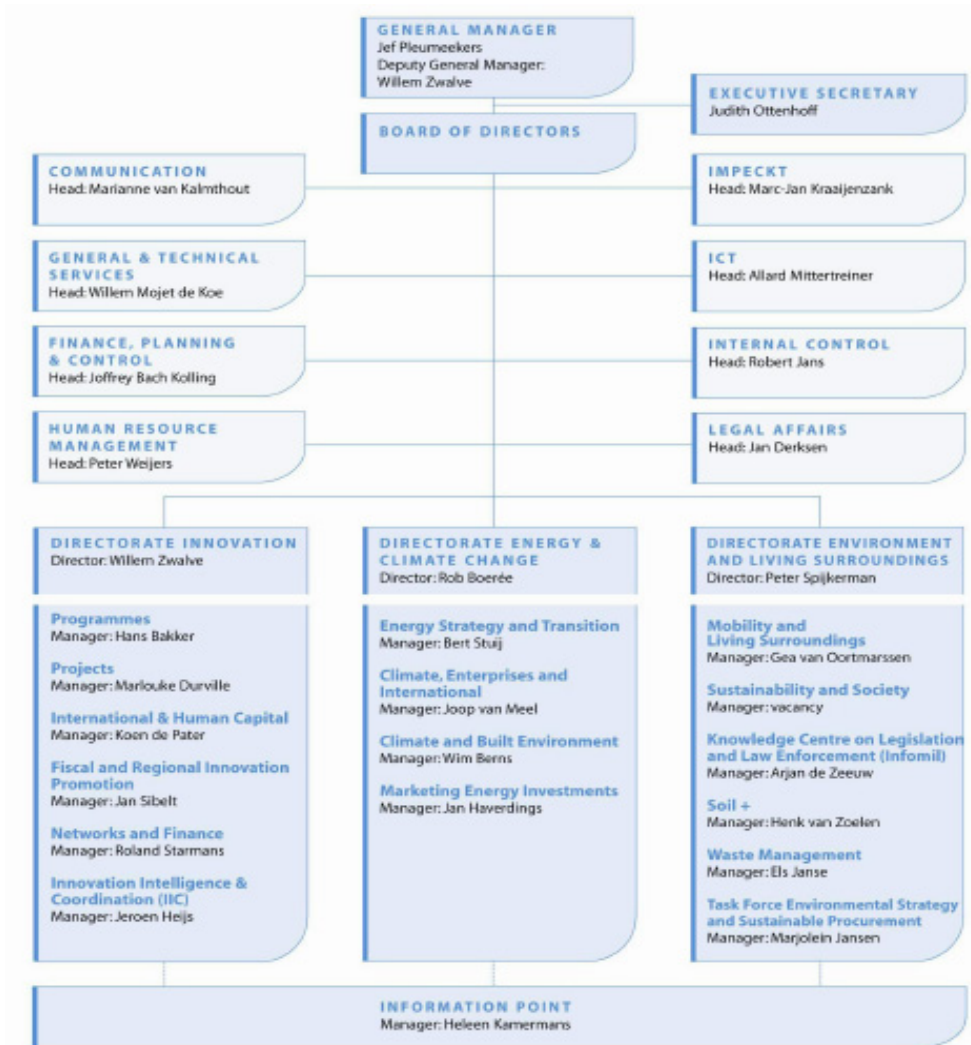 GENERAL MANAGER
Jef Pleumeekers
Deputy General Manager:
Willem Zwalve
EXECUTIVE SECRETARY
Judith Ottenhoff
BOARD OF DIRECTORS
COMMUNICATION
Head: Marianne van Kalmthout
IMPECKT
Head: Marc-Jan Kraaijenzank
GENERAL & TECHNICAL
SERVICES
Head: Willem Mojet de Koe
ICT
Head: Allard Mittertreiner
FINANCE, PLANNING
& CONTROL
Head: Joffrey Bach Kolling
INTERNAL CONTROL
Head: Robert Jans
HUMAN RESOURCE
MANAGEMENT
Head: Peter Weijers
LEGAL AFFAIRS
Head: Jan Derksen
DIRECTORATE INNOVATION
Director: Willem Zwalve
Programmes
Manager: Hans Bakker
Projects
Manager: Marlouke Durville
International & Human Capital
Manager: Koen de Pater
Fiscal and Regional Innovation
Promotion
Manager: Jan Sibelt
Networks and Finance
Manager: Roland Starmans
Innovation Intelligence &
Coordination (IIC)
Manager: Jeroen Heijs
DIRECTORATE ENERGY &
CLIMATE CHANGE
Director: Rob Boerée
Energy Strategy and Transition
Manager: Bert Stuij
Climate, Enterprises and
International
Manager: Joop van Meel
Climate and Built Environment
Manager: Wim Berns
Marketing Energy Investments
Manager: Jan Haverdings
DIRECTORATE ENVIRONMENT
AND LIVING SURROUNDINGS
Director: Peter Spijkerman
Mobility and
Living Surroundings
Manager: Gea van Oortmarssen
Sustainability and Society
Manager: vacancy
Knowledge Centre on Legislation
and Law Enforcement (Infomil)
Manager: Arjan de Zeeuw
Soil +
Manager: Henk van Zoelen
Waste Management
Manager: Els Janse
Task Force Environmental Strategy
and Sustainable Procurement
Manager: Marjolein Jansen
INFORMATION POINT
Manager: Heleen Kamermans